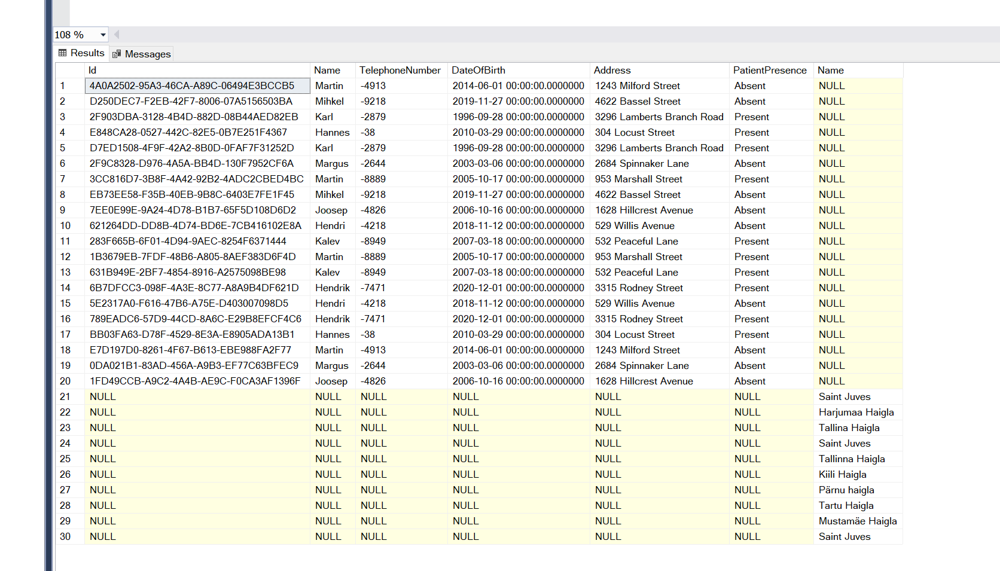 108 %
Results Messages
Id Name TelephoneNumber DateOfBirth Address PatientPresence Name
1 4A0A2502-95A3-46CA-A89C-06494E3BCCB5 Martin -4913 2014-06-01 00:00:00.0000000 1243 Milford Street Absent NULL
2 D250DEC7-F2EB-42F7-8006-07A5156503BA Mihkel -9218 2019-11-27 00:00:00.0000000 4622 Bassel Street Absent NULL
3 2F903DBA-3128-4B4D-882D-08B44AED82EB Karl -2879 1996-09-28 00:00:00.0000000 3296 Lamberts Branch Road Present NULL
4 E848CA28-0527-442C-82E5-0B7E251F4367 Hannes -38 2010-03-29 00:00:00.0000000 304 Locust Street Present NULL
5 D7ED1508-4F9F-42A2-8B0D-0FAF7F31252D Karl -2879 1996-09-28 00:00:00.0000000 3296 Lamberts Branch Road Present NULL
6 2F9C8328-D976-4A5A-BB4D-130F7952CF6A Margus -2644 2003-03-06 00:00:00.0000000 2684 Spinnaker Lane Absent NULL
7 3CC816D7-3B8F-4A42-92B2-4ADC2CBED4BC Martin -8889 2005-10-17 00:00:00.0000000 953 Marshall Street Present NULL
8 EB73EE58-F35B-40EB-9B8C-6403E7FE1F45 Mihkel -9218 2019-11-27 00:00:00.0000000 4622 Bassel Street Absent NULL
9 7EE0E99E-9A24-4D78-B1B7-65F5D108D6D2 Joosep -4826 2006-10-16 00:00:00.0000000 1628 Hillcrest Avenue Absent NULL
10 621264DD-DD8B-4D74-BD6E-7CB416102E8A Hendri -4218 2018-11-12 00:00:00.0000000 529 Willis Avenue Absent NULL
11 283F665B-6F01-4D94-9AEC-8254F6371444 Kalev -8949 2007-03-18 00:00:00.0000000 532 Peaceful Lane Present NULL
12 1B3679EB-7FDF-48B6-A805-8AEF383D6F4D Martin -8889 2005-10-17 00:00:00.0000000 953 Marshall Street Present NULL
13 631B949E-2BF7-4854-8916-A2575098BE98 Kalev -8949 2007-03-18 00:00:00.0000000 532 Peaceful Lane Present NULL
14 6B7DFCC3-098F-4A3E-8C77-A8A9B4DF621D Hendrik -7471 2020-12-01 00:00:00.0000000 3315 Rodney Street Present NULL
15 5E2317A0-F616-47B6-A75E-D403007098D5 Hendri -4218 2018-11-12 00:00:00.0000000 529 Willis Avenue Absent NULL
16 789EADC6-57D9-44CD-8A6C-E29B8EFCF4C6 Hendrik -7471 2020-12-01 00:00:00.0000000 3315 Rodney Street Present NULL
17 BB03FA63-D78F-4529-8E3A-E8905ADA13B1 Hannes -38 2010-03-29 00:00:00.0000000 304 Locust Street Present NULL
18 E7D197D0-8261-4F67-B613-EBE988FA2F77 Martin -4913 2014-06-01 00:00:00.0000000 1243 Milford Street Absent NULL
19 0DA021B1-83AD-456A-A9B3-EF77C63BFEC9 Margus -2644 2003-03-06 00:00:00.0000000 2684 Spinnaker Lane Absent NULL
20 1FD49CCB-A9C2-4A4B-AE9C-F0CA3AF1396F Joosep -4826 2006-10-16 00:00:00.0000000 1628 Hillcrest Avenue Absent NULL
21 NULL NULL NULL NULL NULL NULL Saint Juves
22 NULL NULL NULL NULL NULL NULL Harjumaa Haigla
23 NULL NULL NULL NULL NULL NULL Tallina Haigla
24 NULL NULL NULL NULL NULL NULL Saint Juves
25 NULL NULL NULL NULL NULL NULL Tallinna Haigla
26 NULL NULL NULL NULL NULL NULL Kiili Haigla
27 NULL NULL NULL NULL NULL NULL Pärnu haigla
28 NULL NULL NULL NULL NULL NULL Tartu Haigla
29 NULL NULL NULL NULL NULL NULL Mustamäe Haigla
30 NULL NULL NULL NULL NULL NULL Saint Juves